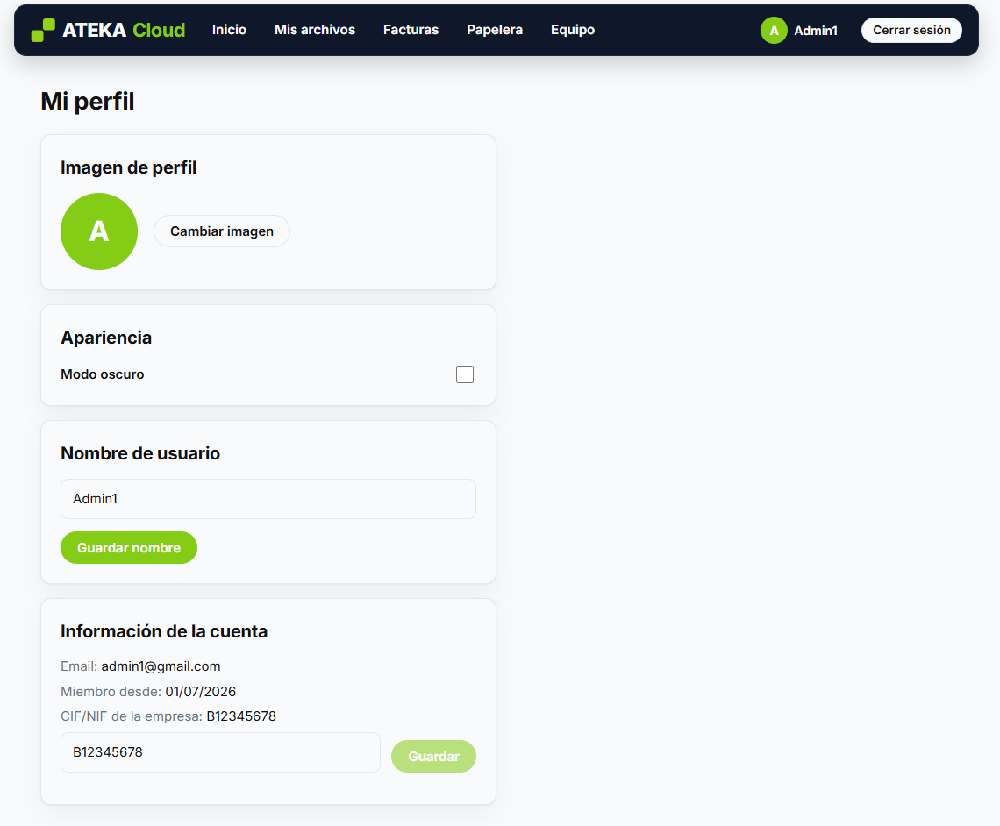 ATEKA Cloud Inicio Mis archivos Facturas Papelera Equipo A Admin1 Cerrar sesión
Mi perfil
Imagen de perfil
A Cambiar imagen
Apariencia
Modo oscuro
Nombre de usuario
Admin1
Guardar nombre
Información de la cuenta
Email: admin1@gmail.com
Miembro desde: 01/07/2026
CIF/NIF de la empresa: B12345678
B12345678 Guardar